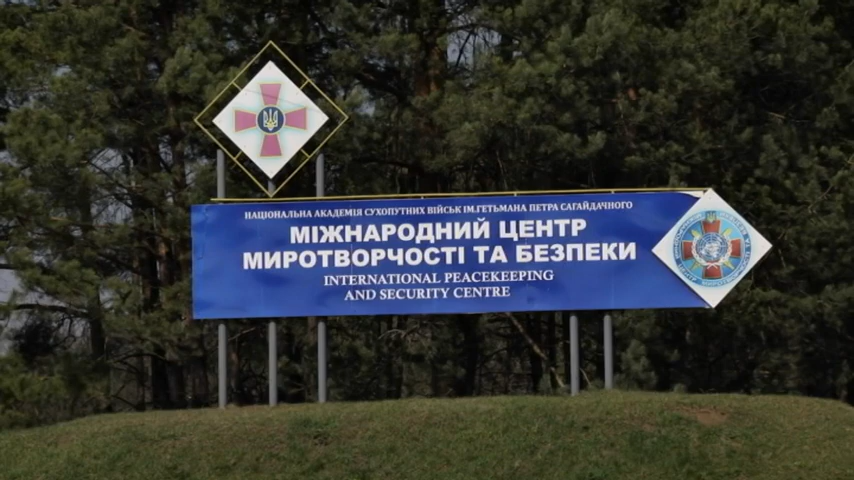 НАЦІОНАЛЬНА АКАДЕМІЯ СУХОПУТНИХ ВІЙСЬК ІМ.ГЕТЬМАНА ПЕТРА САГАЙДАЧНОГО
МІЖНАРОДНИЙ ЦЕНТР
МИРОТВОРЧОСТІ ТА БЕЗПЕКИ
INTERNATIONAL PEACEKEEPING
AND SECURITY CENTRE